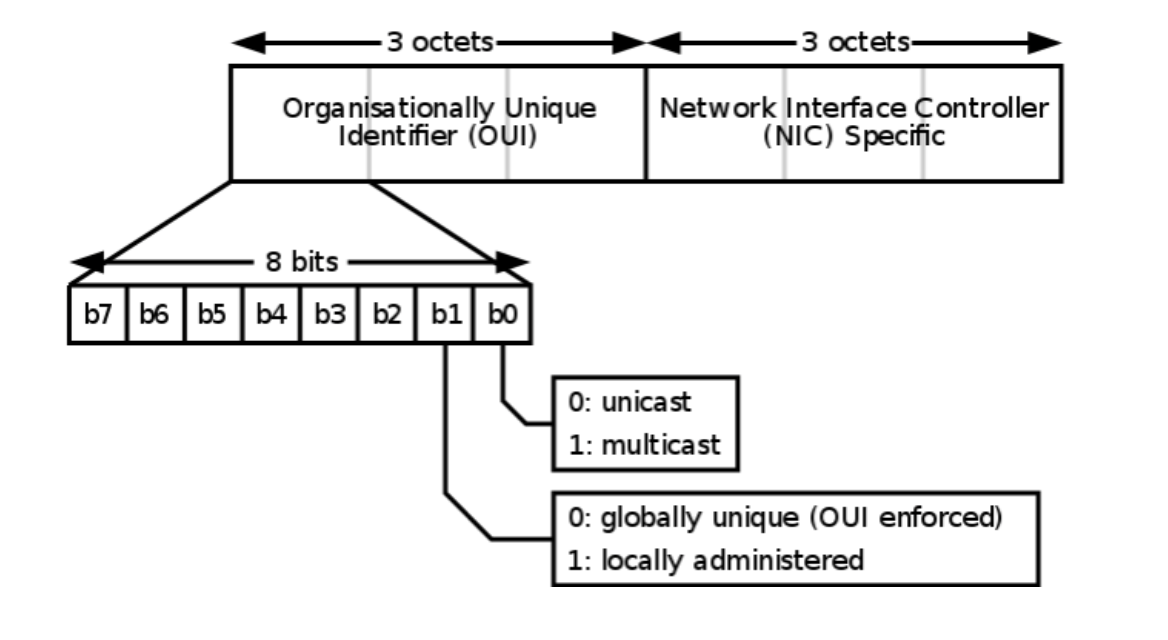 3 octets
3 octets
Organisationally Unique
Identifier (OUI)
Network Interface Controller
(NIC) Specific
8 bits
b7 b6 b5 b4 b3 b2 b1 b0
0: unicast
1: multicast
0: globally unique (OUI enforced)
1: locally administered